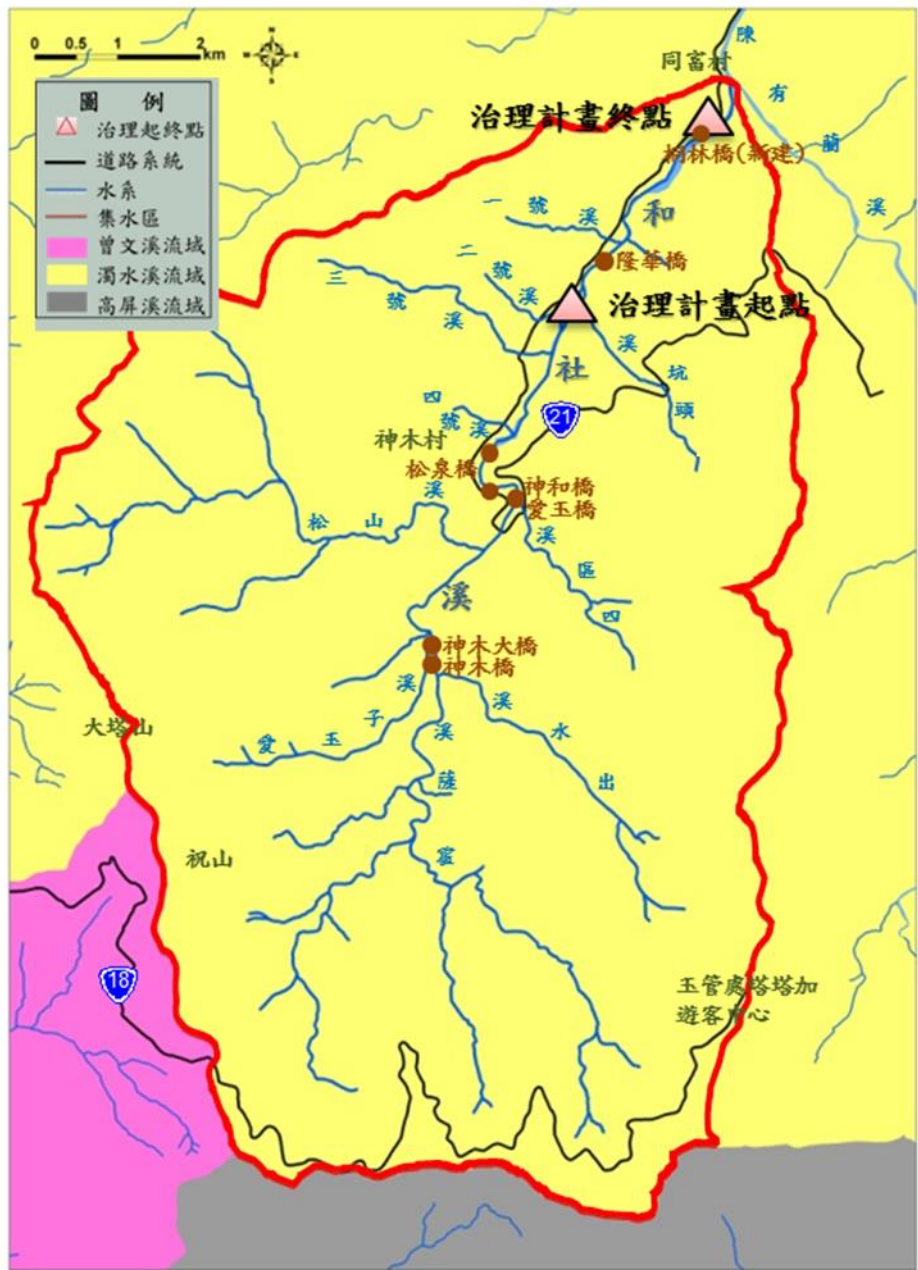 0 0.5 1 2 km
N
W E
S
圖 例
治理起終點
道路系統
水系
集水區
曾文溪流域
濁水溪流域
高屏溪流域
同富村
陳有蘭溪
治理計畫終點
桐林橋(新建)
和社溪
一號溪
二號溪
三號溪
隆華橋
治理計畫起點
溪坑頭
21
四號溪
神木村
松泉橋
神和橋
愛玉橋
溪山松
溪區四
神木大橋
神木橋
溪子玉愛
溪薩霍
溪水出
大塔山
祝山
18
玉管處塔塔加
遊客中心